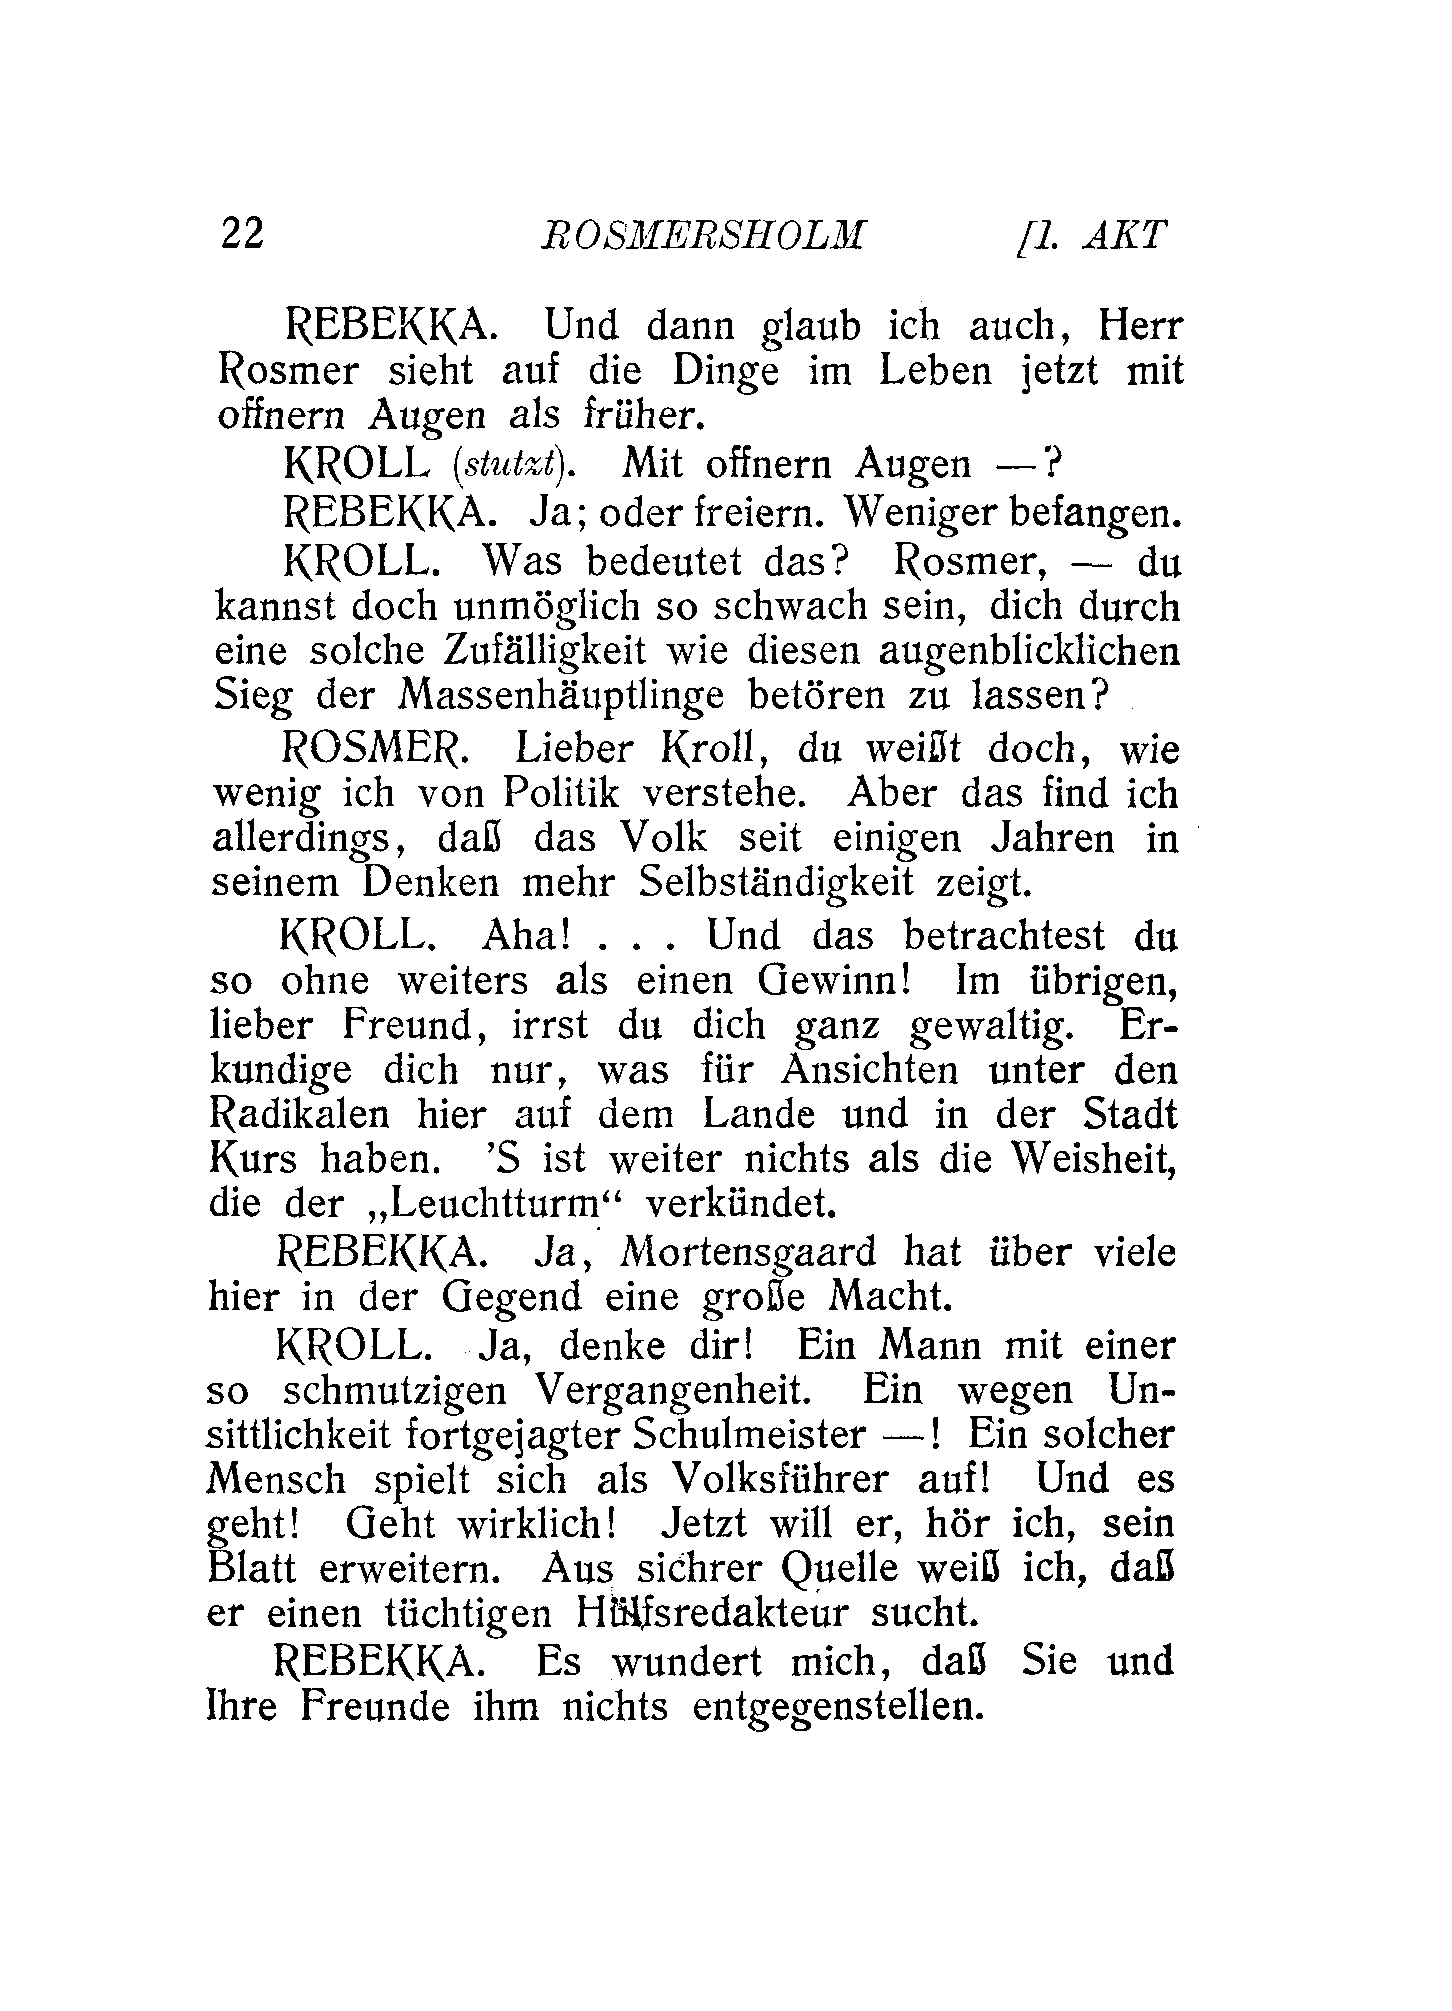 22 ROSMERSHOLM [1. AKT
REBEKKA. Und dann glaub ich auch, Herr
Rosmer sieht auf die Dinge im Leben jetzt mit
offnern Augen als früher.
KROLL (stutzt). Mit offnern Augen —?
REBEKKA. Ja; oder freiern. Weniger befangen.
KROLL. Was bedeutet das? Rosmer, — du
kannst doch unmöglich so schwach sein, dich durch
eine solche Zufälligkeit wie diesen augenblicklichen
Sieg der Massenhäuptlinge betören zu lassen?
ROSMER. Lieber Kroll, du weißt doch, wie
wenig ich von Politik verstehe. Aber das find ich
allerdings, daß das Volk seit einigen Jahren in
seinem Denken mehr Selbständigkeit zeigt.
KROLL. Aha! . . . Und das betrachtest du
so ohne weiters als einen Gewinn! Im übrigen,
lieber Freund, irrst du dich ganz gewaltig. Er-
kundige dich nur, was für Ansichten unter den
Radikalen hier auf dem Lande und in der Stadt
Kurs haben. ’S ist weiter nichts als die Weisheit,
die der „Leuchtturm“ verkündet.
REBEKKA. Ja, Mortensgaard hat über viele
hier in der Gegend eine große Macht.
KROLL. Ja, denke dir! Ein Mann mit einer
so schmutzigen Vergangenheit. Ein wegen Un-
sittlichkeit fortgejagter Schulmeister —! Ein solcher
Mensch spielt sich als Volksführer auf! Und es
geht! Geht wirklich! Jetzt will er, hör ich, sein
Blatt erweitern. Aus sichrer Quelle weiß ich, daß
er einen tüchtigen Hülfsredakteur sucht.
REBEKKA. Es wundert mich, daß Sie und
Ihre Freunde ihm nichts entgegenstellen.